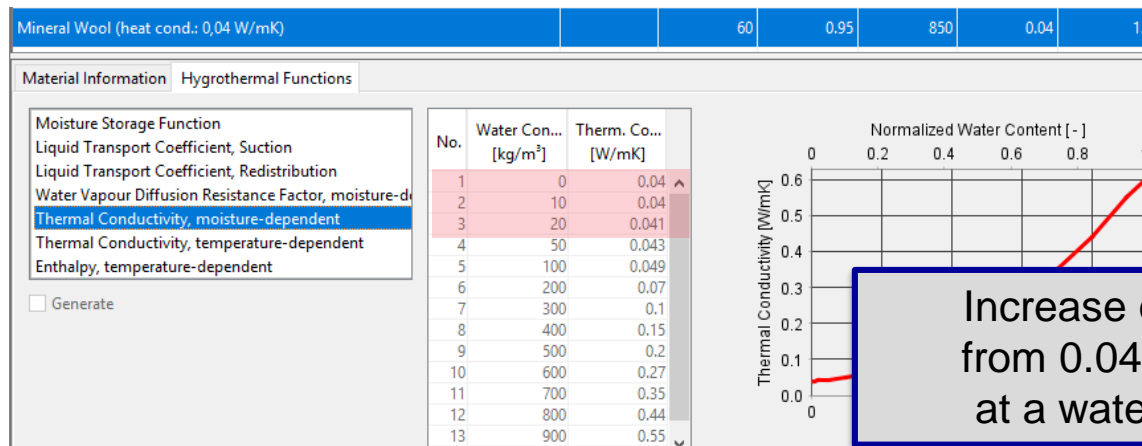 Mineral Wool (heat cond.: 0,04 W/mK) 60 0.95 850 0.04
Material Information Hygrothermal Functions
Moisture Storage Function
Liquid Transport Coefficient, Suction
Liquid Transport Coefficient, Redistribution
Water Vapour Diffusion Resistance Factor,
Thermal Conductivity, moisture-dependent
Thermal Conductivity, temperature-dependent
Enthalpy, temperature-dependent
Generate
No. Water Con... Therm. Co...
[kg/m³] [W/mK]
1 0 0.04
2 10 0.04
3 20 0.041
4 50 0.043
5 100 0.049
6 200 0.07
7 300 0.1
8 400 0.15
9 500 0.2
10 600 0.27
11 700 0.35
12 800 0.44
13 900 0.55
Normalized Water Content [ - ]
0 0.2 0.4 0.6 0.8
Thermal Conductivity [W/mK]
0.6
0.5
0.4
0.3
0.2
0.1
0.0
0
Increase
from 0.04
at a